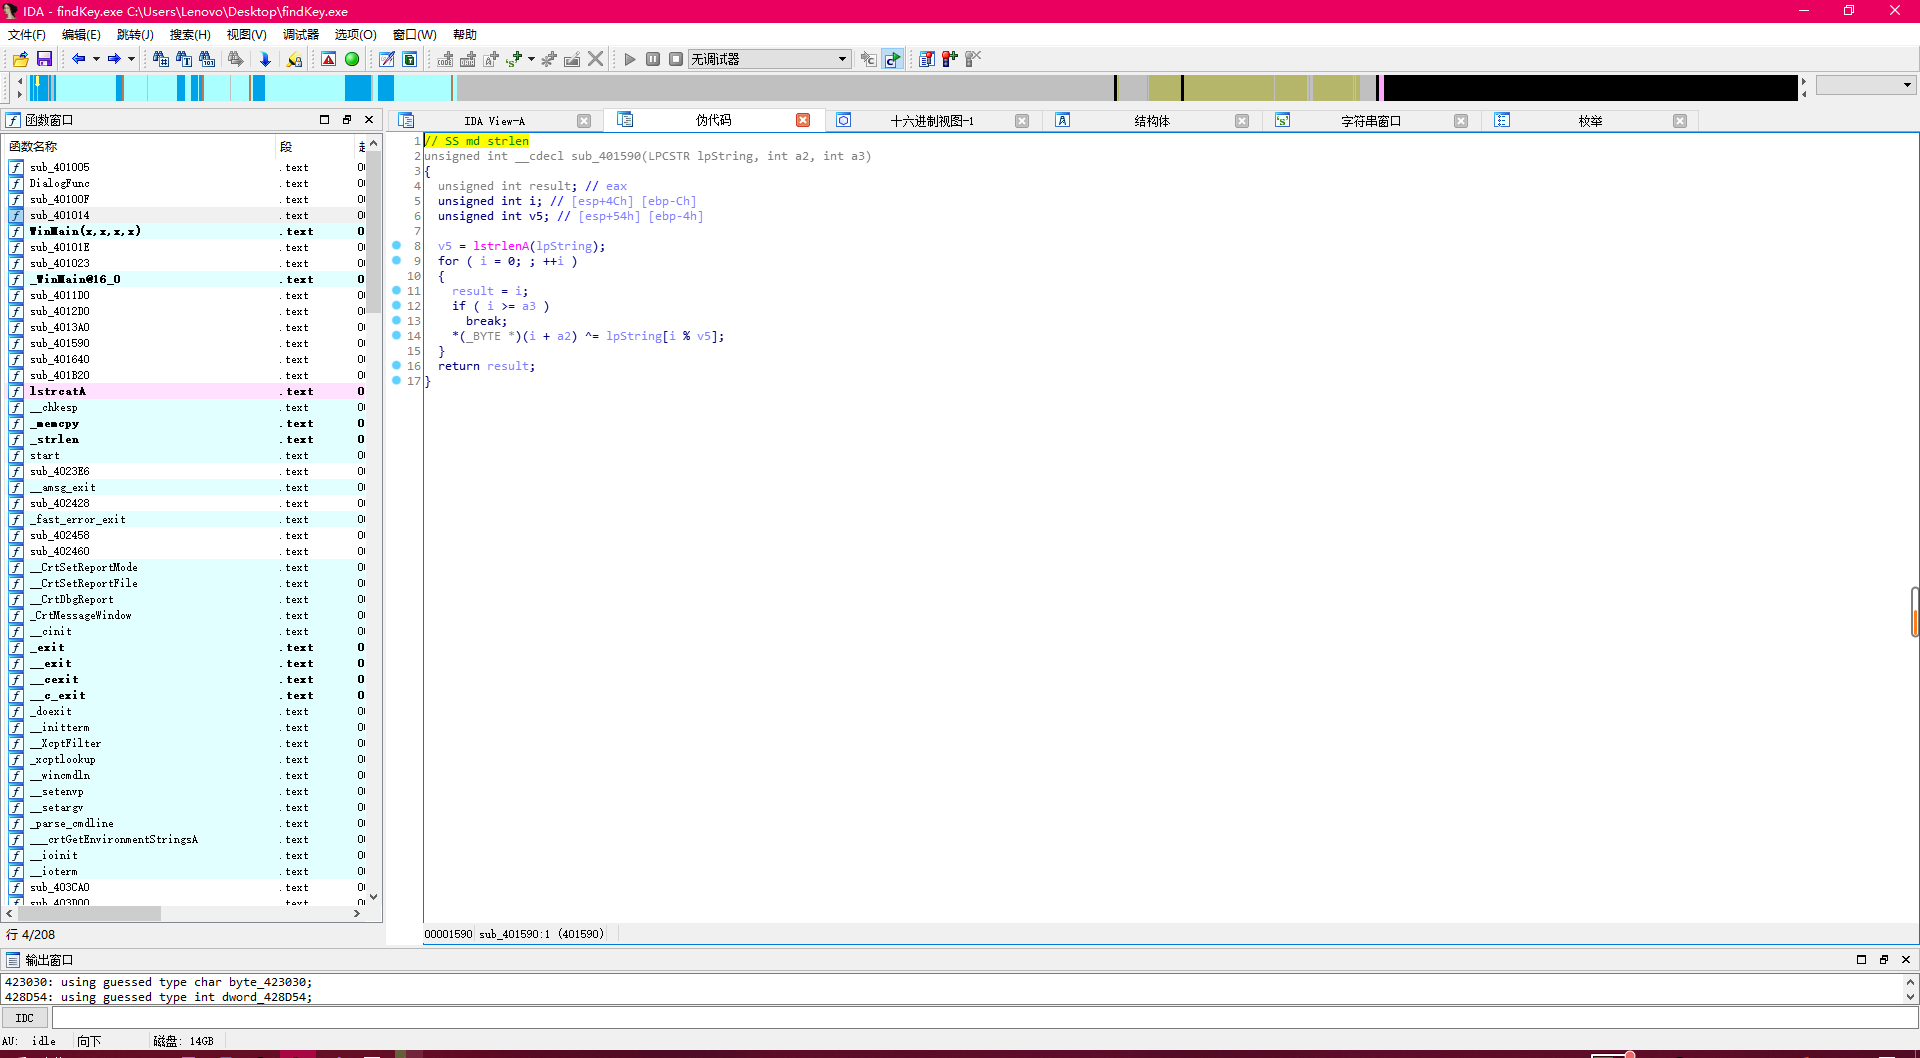 IDA - findKey.exe C:\Users\Lenovo\Desktop\findKey.exe
文件(F) 编辑(E) 跳转(J) 搜索(H) 视图(V) 调试器 选项(O) 窗口(W) 帮助
无调试器
函数窗口
函数名称 段
sub_401005 .text
DialogFunc .text
sub_40100F .text
sub_401014 .text
WinMain(x,x,x,x) .text
sub_40101E .text
sub_401023 .text
_WinMain@16_0 .text
sub_4011D0 .text
sub_4012D0 .text
sub_4013A0 .text
sub_401590 .text
sub_401640 .text
sub_401B20 .text
lstrcatA .text
__chkesp .text
_memcpy .text
_strlen .text
start .text
sub_4023E6 .text
__amsg_exit .text
sub_402428 .text
_fast_error_exit .text
sub_402458 .text
sub_402460 .text
__CrtSetReportMode .text
__CrtSetReportFile .text
__CrtDbgReport .text
_CrtMessageWindow .text
__cinit .text
_exit .text
__exit .text
__cexit .text
__c_exit .text
_doexit .text
__initterm .text
__XcptFilter .text
_xcptlookup .text
__wincmdln .text
__setenvp .text
__setargv .text
_parse_cmdline .text
___crtGetEnvironmentStringsA .text
__ioinit .text
__ioterm .text
sub_403CA0 .text
sub_403D00 .text
行 4/208
IDA View-A 伪代码 十六进制视图-1 结构体 字符串窗口 枚举
1 // SS md strlen
2 unsigned int __cdecl sub_401590(LPCSTR lpString, int a2, int a3)
3 {
4 unsigned int result; // eax
5 unsigned int i; // [esp+4Ch] [ebp-Ch]
6 unsigned int v5; // [esp+54h] [ebp-4h]
7
8 v5 = lstrlenA(lpString);
9 for ( i = 0; ; ++i )
10 {
11 result = i;
12 if ( i >= a3 )
13 break;
14 *(_BYTE *)(i + a2) ^= lpString[i % v5];
15 }
16 return result;
17 }
00001590 sub_401590:1 (401590)
输出窗口
423030: using guessed type char byte_423030;
428D54: using guessed type int dword_428D54;
IDC
AU: idle 向下 磁盘: 14GB